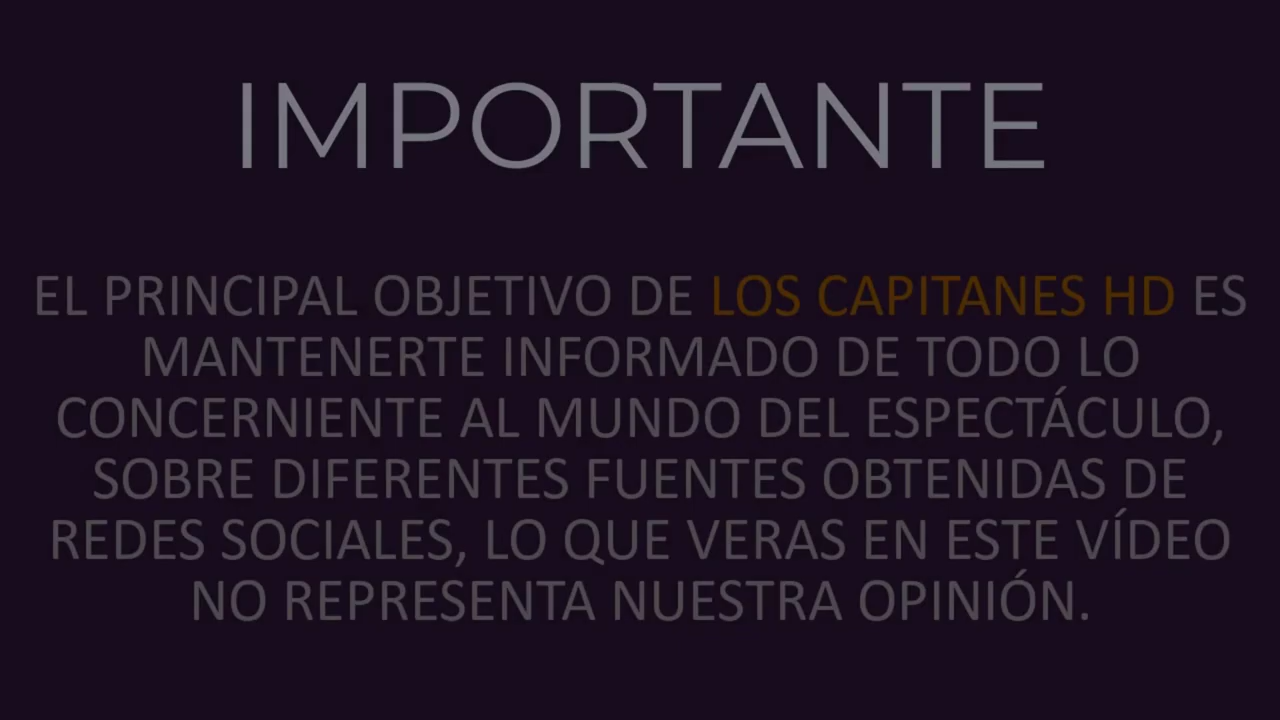 IMPORTANTE
EL PRINCIPAL OBJETIVO DE LOS CAPITANES HD ES
MANTENERTE INFORMADO DE TODO LO
CONCERNIENTE AL MUNDO DEL ESPECTÁCULO,
SOBRE DIFERENTES FUENTES OBTENIDAS DE
REDES SOCIALES, LO QUE VERAS EN ESTE VÍDEO
NO REPRESENTA NUESTRA OPINIÓN.